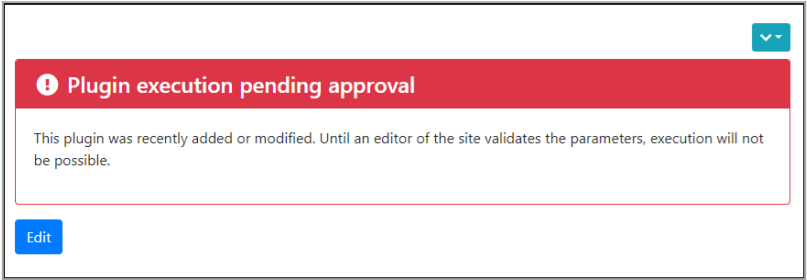 Plugin execution pending approval
This plugin was recently added or modified. Until an editor of the site validates the parameters, execution will not
be possible.
Edit